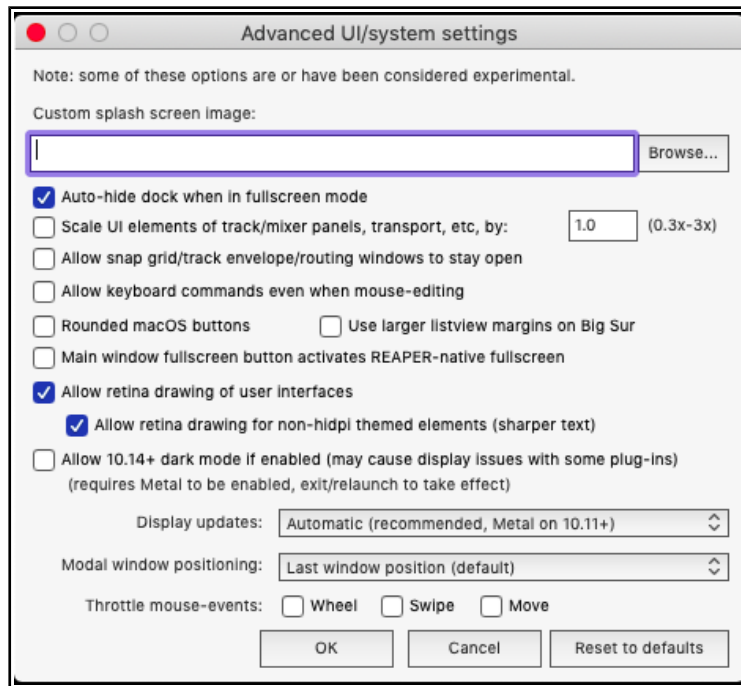 Advanced UI/system settings
Note: some of these options are or have been considered experimental.
Custom splash screen image:
Browse...
Auto-hide dock when in fullscreen mode
Scale UI elements of track/mixer panels, transport, etc, by: 1.0 (0.3x-3x)
Allow snap grid/track envelope/routing windows to stay open
Allow keyboard commands even when mouse-editing
Rounded macOS buttons Use larger listview margins on Big Sur
Main window fullscreen button activates REAPER-native fullscreen
Allow retina drawing of user interfaces
Allow retina drawing for non-hidpi themed elements (sharper text)
Allow 10.14+ dark mode if enabled (may cause display issues with some plug-ins)
(requires Metal to be enabled, exit/relaunch to take effect)
Display updates: Automatic (recommended, Metal on 10.11+)
Modal window positioning: Last window position (default)
Throttle mouse-events: Wheel Swipe Move
OK Cancel Reset to defaults